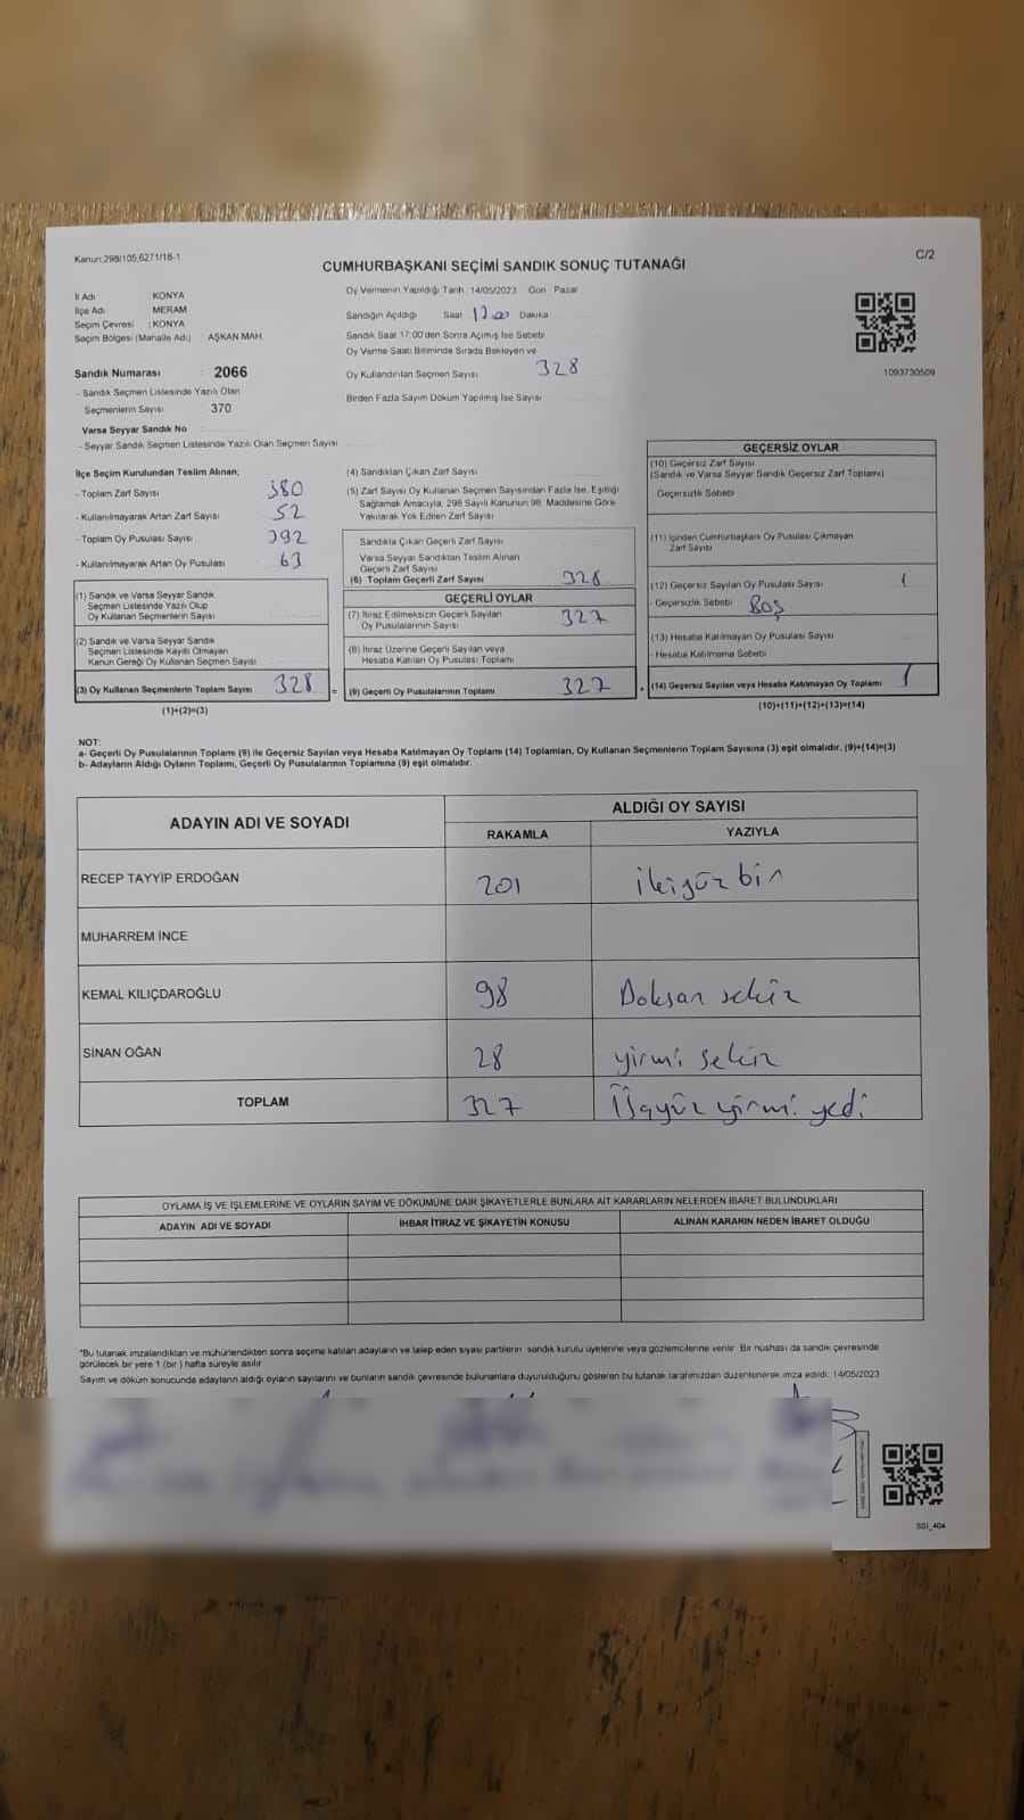 Kanun:298/105,6271/18-1
C/2
CUMHURBAŞKANI SEÇİMİ SANDIK SONUÇ TUTANAĞI
İl Adı : KONYA
İlçe Adı : MERAM
Seçim Çevresi : KONYA
Seçim Bölgesi (Mahalle Adı) : AŞKAN MAH.
Oy Vermenin Yapıldığı Tarih: 14/05/2023 Gün: Pazar
Sandığın Açıldığı Saat Dakika
Sandık Saat 17:00'den Sonra Açılmış İse Sebebi
Oy Verme Saati Bitiminde Sırada Bekleyen ve
Oy Kullandırılan Seçmen Sayısı 328
Birden Fazla Sayım Döküm Yapılmış İse Sayısı
1093730509
Sandık Numarası : 2066
- Sandık Seçmen Listesinde Yazılı Olan
Seçmenlerin Sayısı 370
Varsa Seyyar Sandık No
- Seyyar Sandık Seçmen Listesinde Yazılı Olan Seçmen Sayısı
İlçe Seçim Kurulundan Teslim Alınan;
- Toplam Zarf Sayısı 380
- Kullanılmayarak Artan Zarf Sayısı 52
- Toplam Oy Pusulası Sayısı 392
- Kullanılmayarak Artan Oy Pusulası 63
(1) Sandık ve Varsa Seyyar Sandık
Seçmen Listesinde Yazılı Olup
Oy Kullanan Seçmenlerin Sayısı
(2) Sandık ve Varsa Seyyar Sandık
Seçmen Listesinde Kayıtlı Olmayan
Kanun Gereği Oy Kullanan Seçmen Sayısı
(3) Oy Kullanan Seçmenlerin Toplam Sayısı 328
(1)+(2)=(3)
(4) Sandıktan Çıkan Zarf Sayısı
(5) Zarf Sayısı Oy Kullanan Seçmen Sayısından Fazla İse, Eşitliği
Sağlamak Amacıyla, 298 Sayılı Kanunun 98. Maddesine Göre
Yakılarak Yok Edilen Zarf Sayısı
Sandıkta Çıkan Geçerli Zarf Sayısı
Varsa Seyyar Sandıktan Teslim Alınan
Geçerli Zarf Sayısı
(6) Toplam Geçerli Zarf Sayısı 328
GEÇERLİ OYLAR
(7) İtiraz Edilmeksizin Geçerli Sayılan
Oy Pusulalarının Sayısı 327
(8) İtiraz Üzerine Geçerli Sayılan veya
Hesaba Katılan Oy Pusulası Toplamı
(9) Geçerli Oy Pusulalarının Toplamı 327
GEÇERSİZ OYLAR
(10) Geçersiz Zarf Sayısı
(Sandık ve Varsa Seyyar Sandık Geçersiz Zarf Toplamı)
Geçersizlik Sebebi
(11) İçinden Cumhurbaşkanı Oy Pusulası Çıkmayan
Zarf Sayısı
(12) Geçersiz Sayılan Oy Pusulası Sayısı 1
- Geçersizlik Sebebi Boş
(13) Hesaba Katılmayan Oy Pusulası Sayısı
- Hesaba Katılmama Sebebi
(14) Geçersiz Sayılan veya Hesaba Katılmayan Oy Toplamı 1
(10)+(11)+(12)+(13)=(14)
NOT:
a- Geçerli Oy Pusulalarının Toplamı (9) ile Geçersiz Sayılan veya Hesaba Katılmayan Oy Toplamı (14) Toplamları, Oy Kullanan Seçmenlerin Toplam Sayısına (3) eşit olmalıdır. (9)+(14)=(3)
b- Adayların Aldığı Oyların Toplamı, Geçerli Oy Pusulalarının Toplamına (9) eşit olmalıdır.
ADAYIN ADI VE SOYADI
ALDIĞI OY SAYISI
RAKAMLA YAZIYLA
RECEP TAYYİP ERDOĞAN 201 ikiyüz bir
MUHARREM İNCE
KEMAL KILIÇDAROĞLU 98 Doksan sekiz
SİNAN OĞAN 28 yirmi sekiz
TOPLAM 327 Üçyüz yirmi yedi
OYLAMA İŞ VE İŞLEMLERİNE VE OYLARIN SAYIM VE DÖKÜMÜNE DAİR ŞİKAYETLERLE BUNLARA AİT KARARLARIN NELERDEN İBARET BULUNDUKLARI
ADAYIN ADI VE SOYADI İHBAR İTİRAZ VE ŞİKAYETİN KONUSU ALINAN KARARIN NEDEN İBARET OLDUĞU
*Bu tutanak imzalandıktan ve mühürlendikten sonra seçime katılan adayların ve talep eden siyasi partilerin sandık kurulu üyelerine veya gözlemcilerine verilir. Bir nüshası da sandık çevresinde
görülecek bir yere 1 (bir) hafta süreyle asılır.
Sayım ve döküm sonucunda adayların aldığı oyların sayılarını ve bunların sandık çevresinde bulunanlara duyurulduğunu gösteren bu tutanak tarafımızdan düzenlenerek imza edildi. 14/05/2023